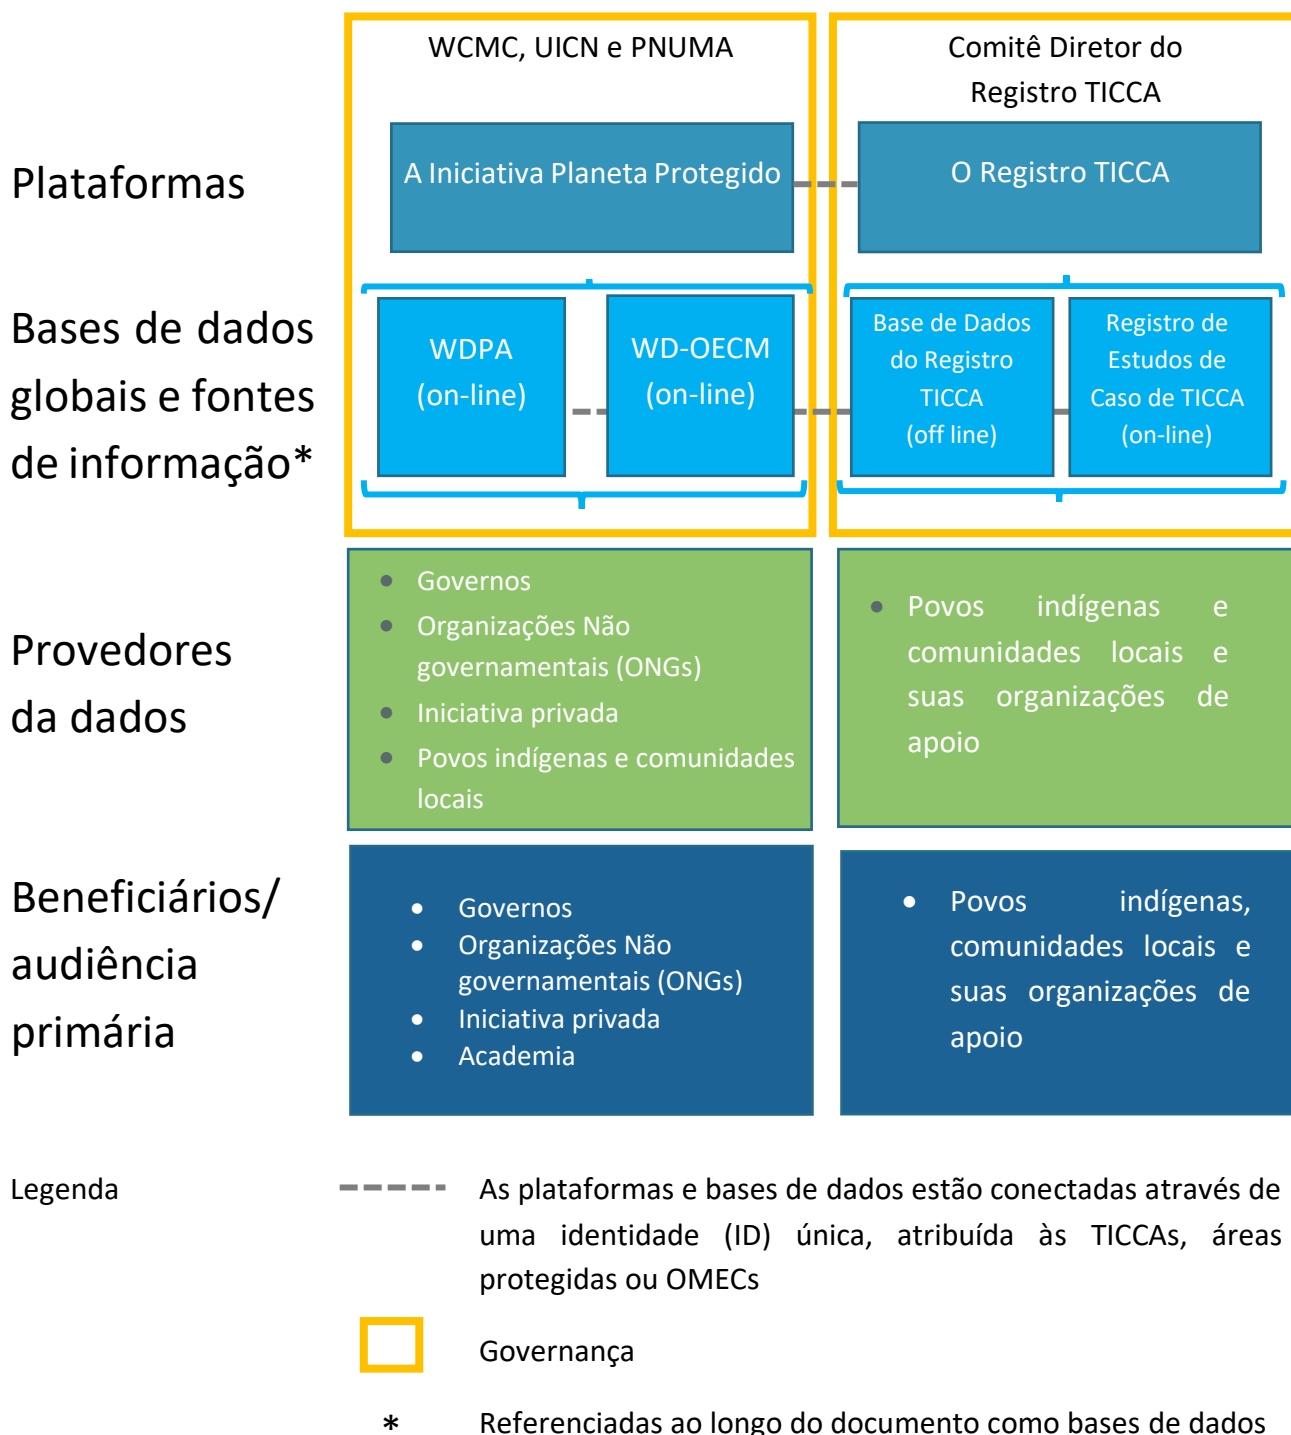 WCMC, UICN e PNUMA
Comitê Diretor do
Registro TICCA
Plataformas
A Iniciativa Planeta Protegido
O Registro TICCA
Bases de dados
globais e fontes
de informação*
WDPA
(on-line)
WD-OECM
(on-line)
Base de Dados
do Registro
TICCA
(off line)
Registro de
Estudos de
Caso de TICCA
(on-line)
Provedores
da dados
• Governos
• Organizações Não
governamentais (ONGs)
• Iniciativa privada
• Povos indígenas e comunidades
locais
• Povos indígenas e
comunidades locais e
suas organizações de
apoio
Beneficiários/
audiência
primária
• Governos
• Organizações Não
governamentais (ONGs)
• Iniciativa privada
• Academia
• Povos indígenas,
comunidades locais e
suas organizações de
apoio
Legenda
As plataformas e bases de dados estão conectadas através de
uma identidade (ID) única, atribuída às TICCAs, áreas
protegidas ou OMECs
Governança
* Referenciadas ao longo do documento como bases de dados